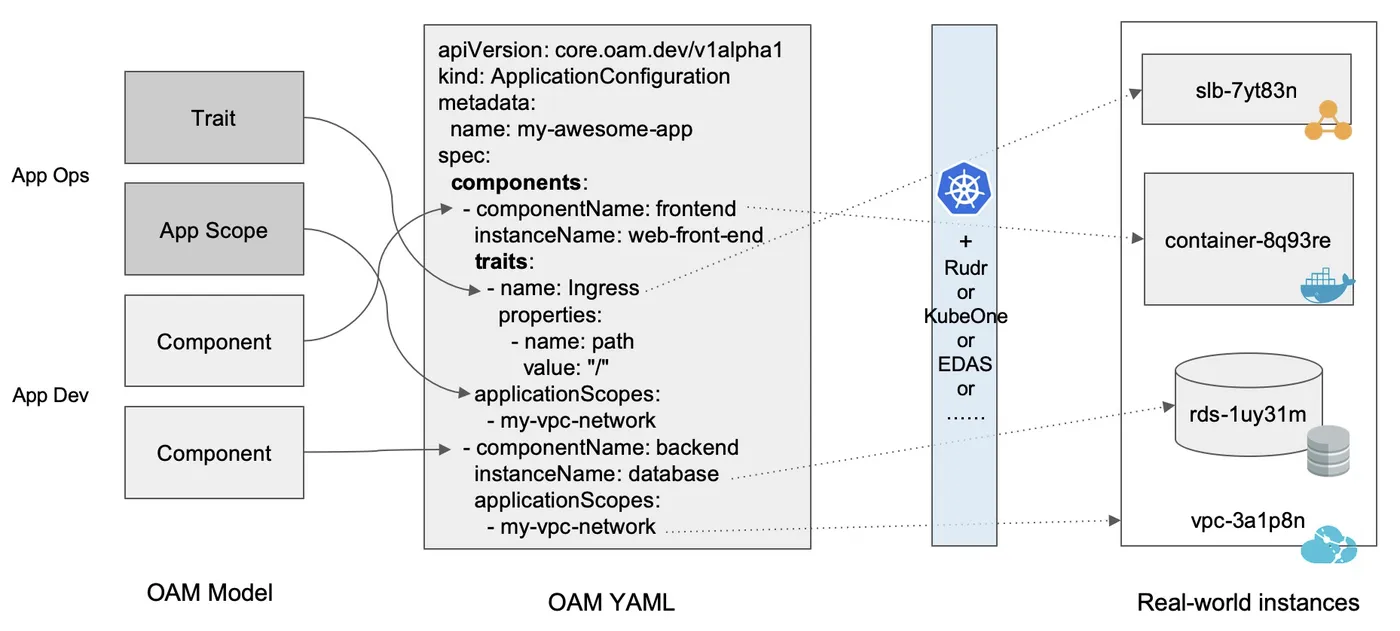 App Ops
App Dev
Trait
App Scope
Component
Component
OAM Model
apiVersion: core.oam.dev/v1alpha1
kind: ApplicationConfiguration
metadata:
name: my-awesome-app
spec:
components:
- componentName: frontend
instanceName: web-front-end
traits:
- name: Ingress
properties:
- name: path
value: "/"
applicationScopes:
- my-vpc-network
- componentName: backend
instanceName: database
applicationScopes:
- my-vpc-network
OAM YAML
+
Rudr
or
KubeOne
or
EDAS
or
......
slb-7yt83n
container-8q93re
rds-1uy31m
vpc-3a1p8n
Real-world instances